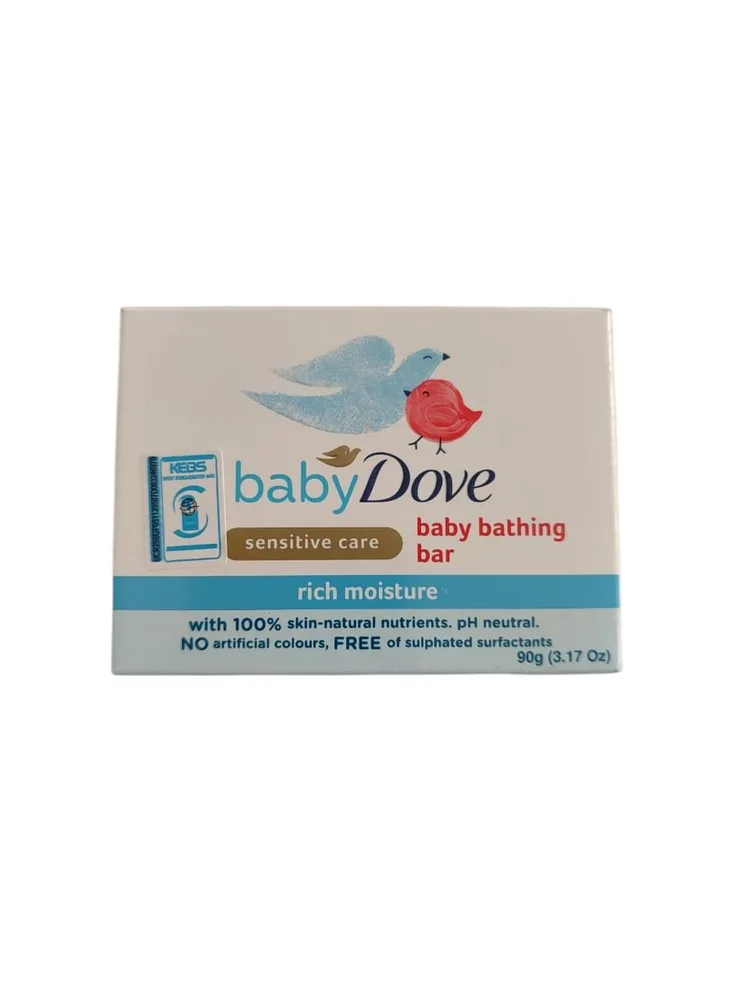 KEBS
baby Dove
sensitive care
baby bathing
bar
rich moisture
with 100% skin-natural nutrients. pH neutral.
NO artificial colours, FREE of sulphated surfactants
90g (3.17 Oz)